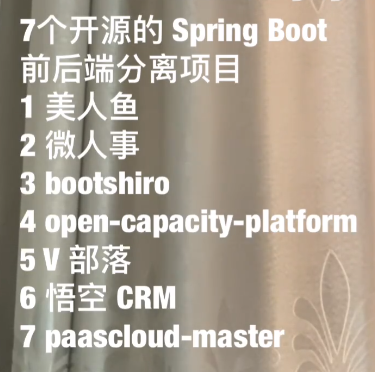 7个开源的 Spring Boot
前后端分离项目
1 美人鱼
2 微人事
3 bootshiro
4 open-capacity-platform
5 V 部落
6 悟空 CRM
7 paascloud-master